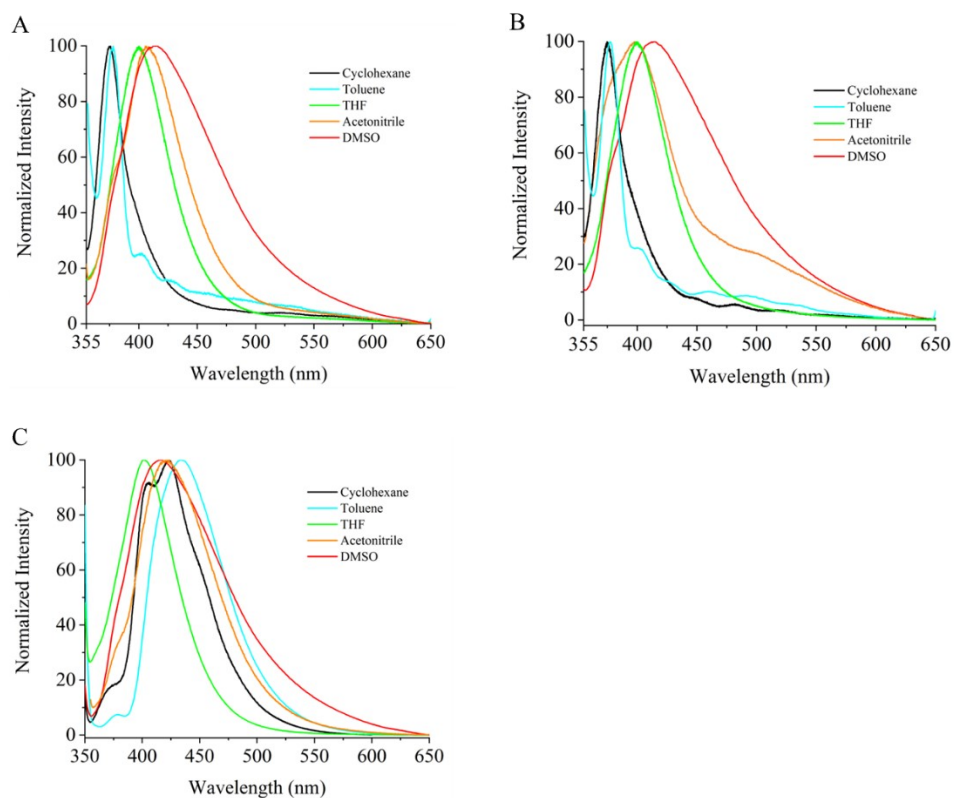 A
100
80
60
40
20
0
Normalized Intensity
Cyclohexane
Toluene
THF
Acetonitrile
DMSO
355 400 450 500 550 600 650
Wavelength (nm)
B
100
80
60
40
20
0
Normalized Intensity
Cyclohexane
Toluene
THF
Acetonitrile
DMSO
355 400 450 500 550 600 650
Wavelength (nm)
C
100
80
60
40
20
0
Normalized Intensity
Cyclohexane
Toluene
THF
Acetonitrile
DMSO
350 400 450 500 550 600 650
Wavelength (nm)